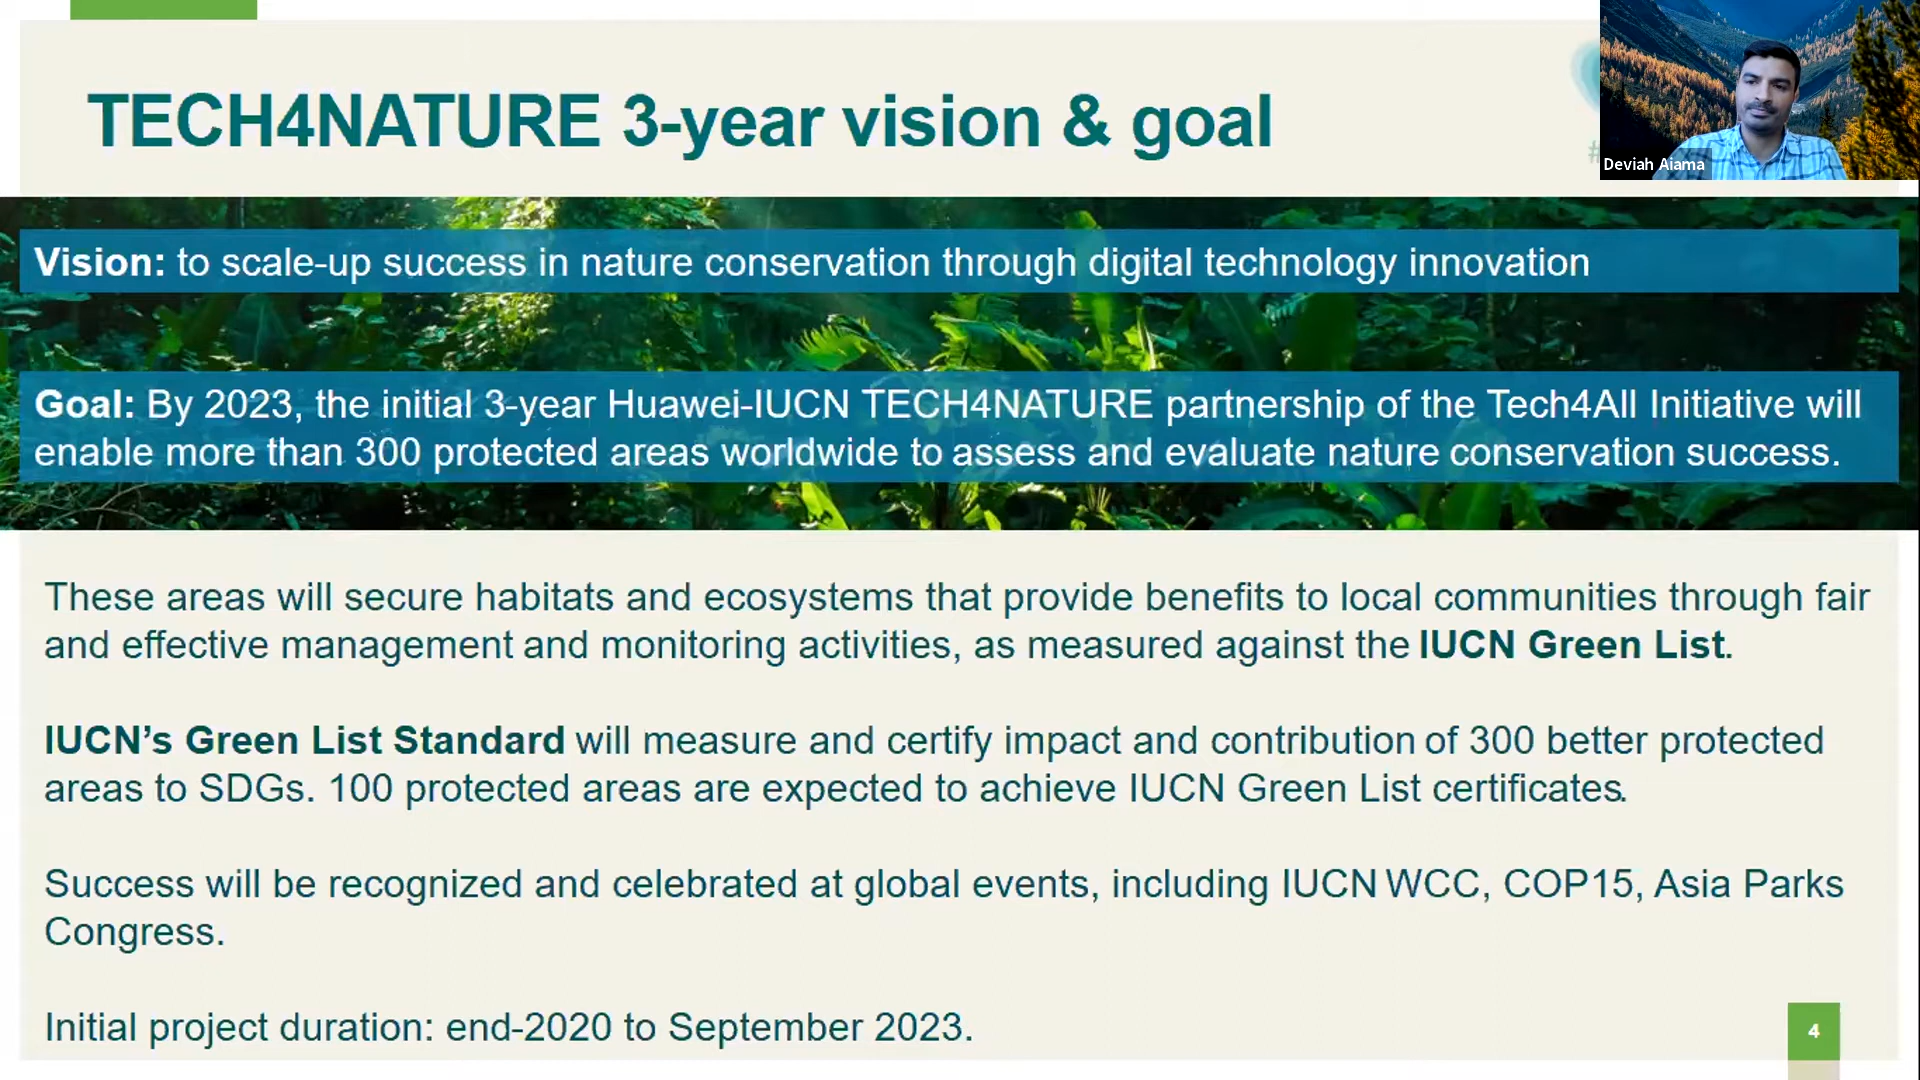 TECH4NATURE 3-year vision & goal
#
Deviah Aiama
Vision: to scale-up success in nature conservation through digital technology innovation
Goal: By 2023, the initial 3-year Huawei-IUCN TECH4NATURE partnership of the Tech4All Initiative will
enable more than 300 protected areas worldwide to assess and evaluate nature conservation success.
These areas will secure habitats and ecosystems that provide benefits to local communities through fair
and effective management and monitoring activities, as measured against the IUCN Green List.
IUCN’s Green List Standard will measure and certify impact and contribution of 300 better protected
areas to SDGs. 100 protected areas are expected to achieve IUCN Green List certificates.
Success will be recognized and celebrated at global events, including IUCN WCC, COP15, Asia Parks
Congress.
Initial project duration: end-2020 to September 2023.
4